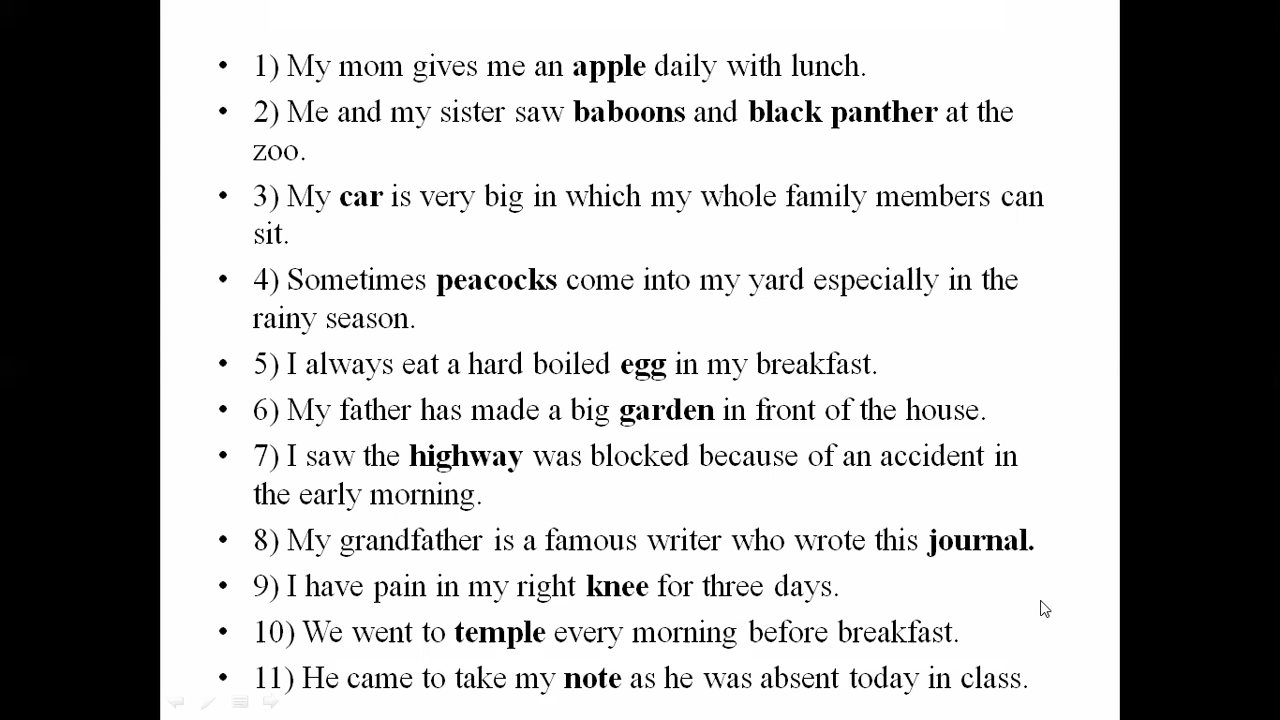 • 1) My mom gives me an apple daily with lunch.
• 2) Me and my sister saw baboons and black panther at the
zoo.
• 3) My car is very big in which my whole family members can
sit.
• 4) Sometimes peacocks come into my yard especially in the
rainy season.
• 5) I always eat a hard boiled egg in my breakfast.
• 6) My father has made a big garden in front of the house.
• 7) I saw the highway was blocked because of an accident in
the early morning.
• 8) My grandfather is a famous writer who wrote this journal.
• 9) I have pain in my right knee for three days.
• 10) We went to temple every morning before breakfast.
• 11) He came to take my note as he was absent today in class.